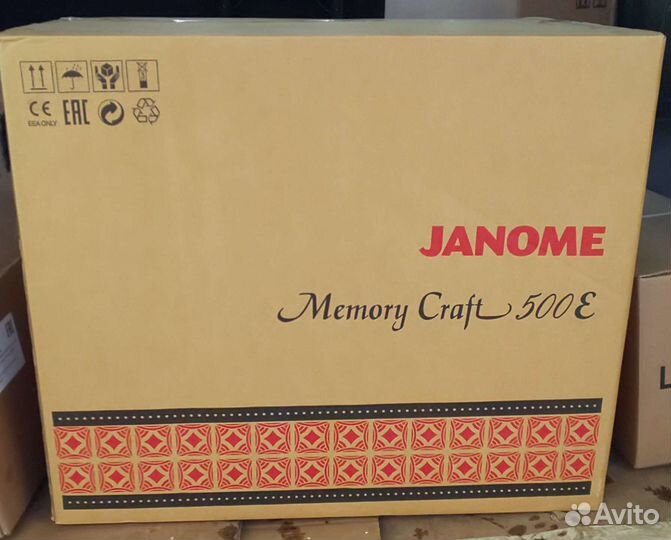 CE EAC
EEA ONLY
JANOME
Memory Craft 500E
L
Avito